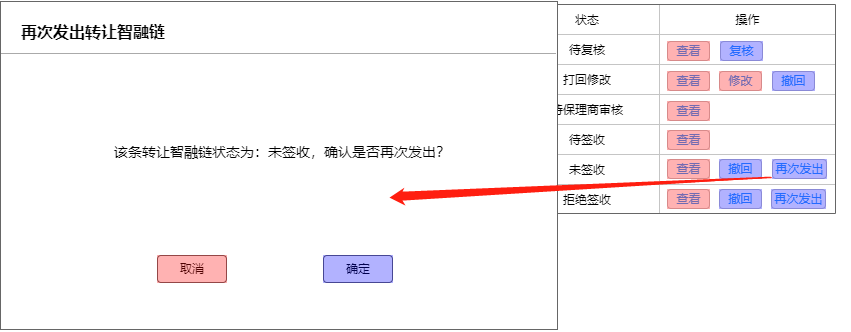 再次发出转让智融链
该条转让智融链状态为：未签收，确认是否再次发出？
取消 确定
状态 操作
待复核 查看 复核
打回修改 查看 修改 撤回
保理商审核 查看
待签收 查看
未签收 查看 撤回 再次发出
拒绝签收 查看 撤回 再次发出